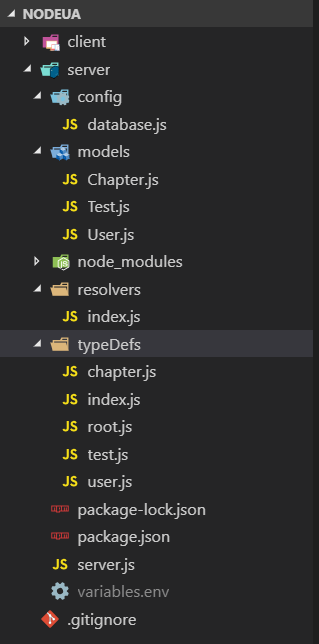 NODEUA
client
server
config
JS database.js
models
JS Chapter.js
JS Test.js
JS User.js
node_modules
resolvers
JS index.js
typeDefs
JS chapter.js
JS index.js
JS root.js
JS test.js
JS user.js
package-lock.json
package.json
JS server.js
variables.env
.gitignore